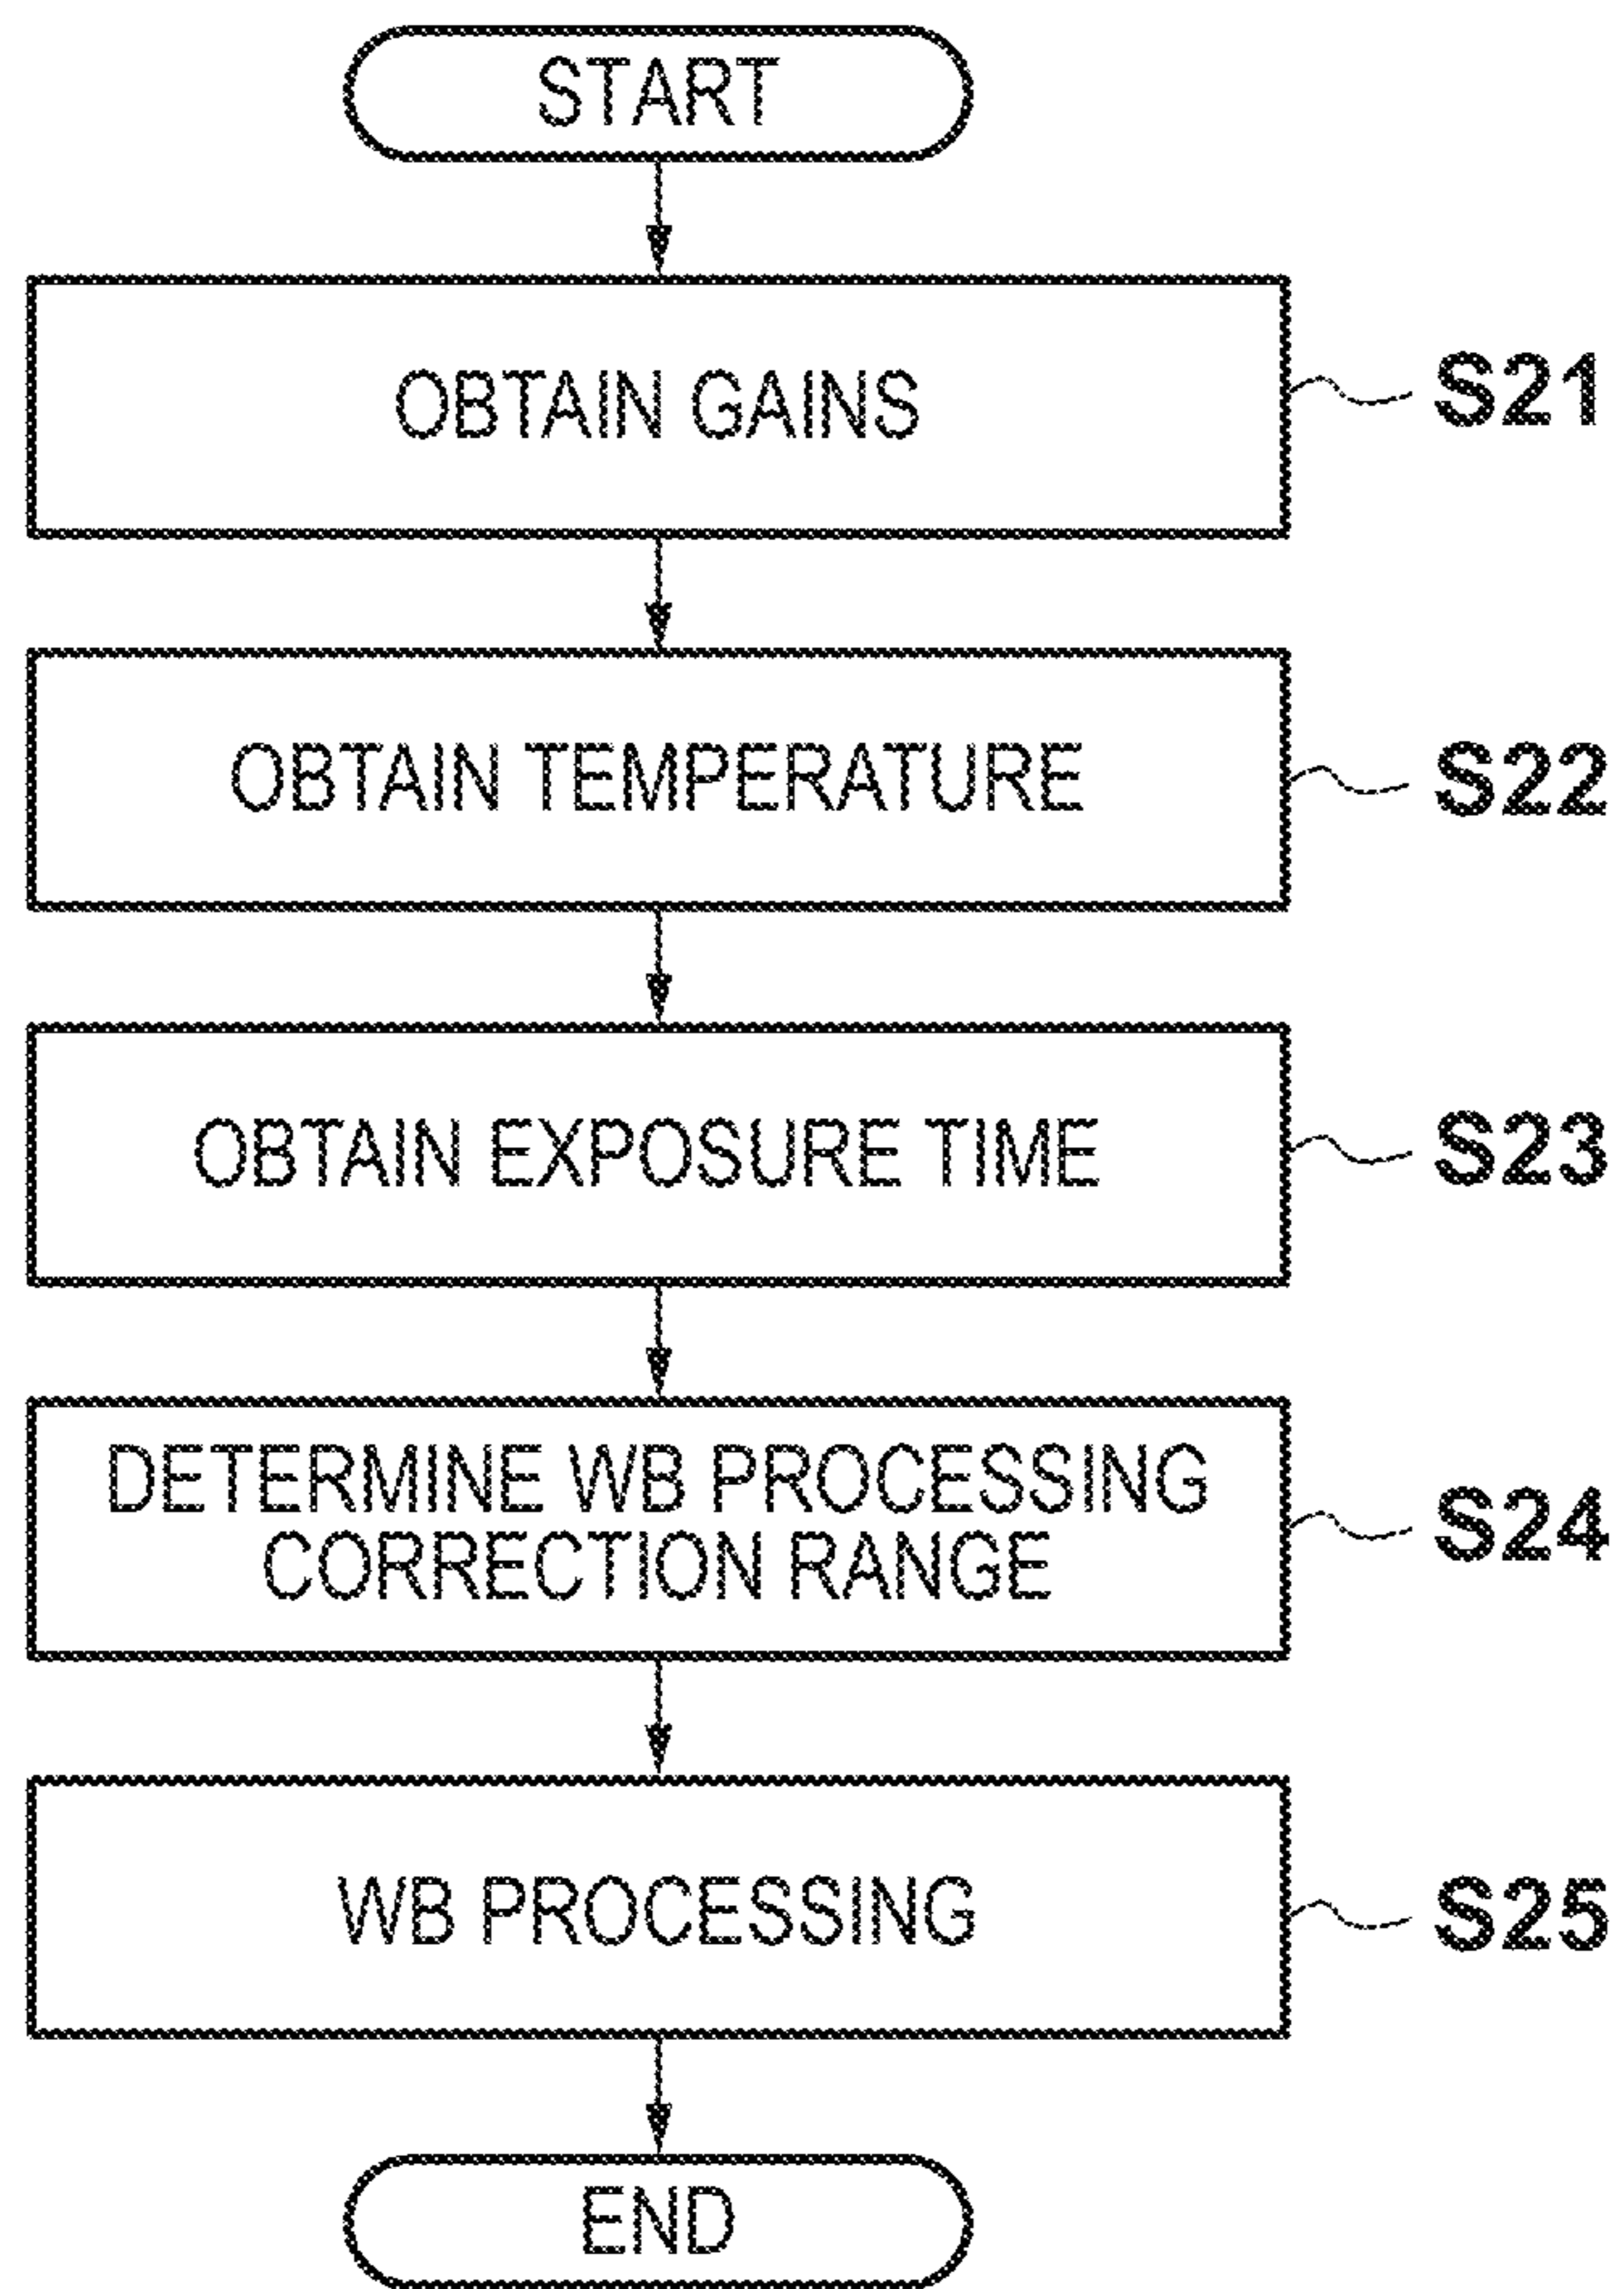 START
OBTAIN GAINS
S21
OBTAIN TEMPERATURE
S22
OBTAIN EXPOSURE TIME
S23
DETERMINE WB PROCESSING
CORRECTION RANGE
S24
WB PROCESSING
S25
END